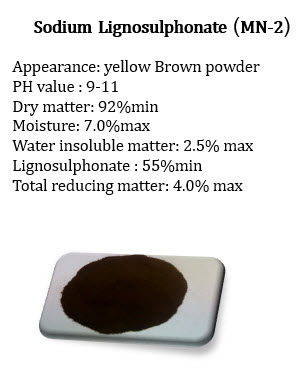 Sodium Lignosulphonate (MN-2)
Appearance: yellow Brown powder
PH value : 9-11
Dry matter: 92%min
Moisture: 7.0%max
Water insoluble matter: 2.5% max
Lignosulphonate : 55%min
Total reducing matter: 4.0% max